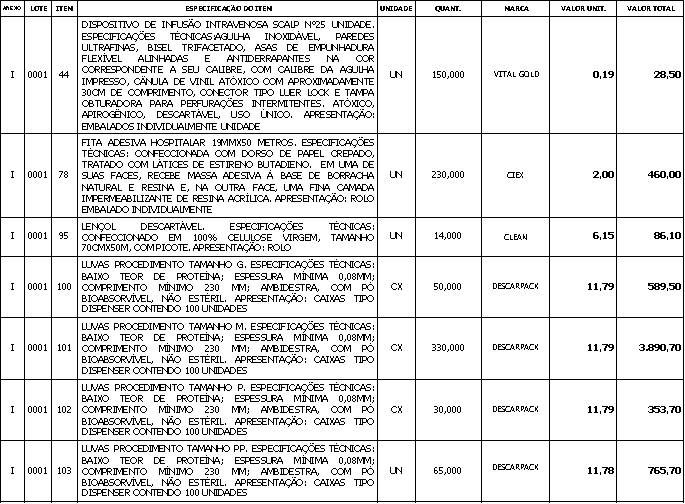 ANEXO LOTE ITEM ESPECIFICAÇÃO DO ITEM UNIDADE QUANT. MARCA VALOR UNIT. VALOR TOTAL
DISPOSITIVO DE INFUSÃO INTRAVENOSA SCALP Nº25 UNIDADE.
ESPECIFICAÇÕES TÉCNICAS:AGULHA INOXIDÁVEL, PAREDES
ULTRAFINAS, BISEL TRIFACETADO, ASAS DE EMPUNHADURA
FLEXÍVEL ALINHADAS E ANTIDERRAPANTES NA COR
CORRESPONDENTE A SEU CALIBRE, COM CALIBRE DA AGULHA
IMPRESSO, CÂNULA DE VINIL ATÓXICO COM APROXIMADAMENTE
30CM DE COMPRIMENTO, CONECTOR TIPO LUER LOCK E TAMPA
OBTURADORA PARA PERFURAÇÕES INTERMITENTES. ATÓXICO,
APIROGÊNICO, DESCARTÁVEL, USO ÚNICO. APRESENTAÇÃO:
EMBALADOS INDIVIDUALMENTE UNIDADE
I 0001 44 UN 150,000 VITAL GOLD 0,19 28,50
FITA ADESIVA HOSPITALAR 19MMX50 METROS. ESPECIFICAÇÕES
TÉCNICAS: CONFECCIONADA COM DORSO DE PAPEL CREPADO,
TRATADO COM LÁTICES DE ESTIRENO BUTADIENO. EM UMA DE
SUAS FACES, RECEBE MASSA ADESIVA À BASE DE BORRACHA
NATURAL E RESINA E, NA OUTRA FACE, UMA FINA CAMADA
IMPERMEABILIZANTE DE RESINA ACRÍLICA. APRESENTAÇÃO: ROLO
EMBALADO INDIVIDUALMENTE
I 0001 78 UN 230,000 CIEX 2,00 460,00
LENÇOL DESCARTÁVEL. ESPECIFICAÇÕES TÉCNICAS:
CONFECCIONADO EM 100% CELULOSE VIRGEM, TAMANHO
70CMX50M, COM PICOTE. APRESENTAÇÃO: ROLO
I 0001 95 UN 14,000 CLEAN 6,15 86,10
LUVAS PROCEDIMENTO TAMANHO G. ESPECIFICAÇÕES TÉCNICAS:
BAIXO TEOR DE PROTEÍNA; ESPESSURA MÍNIMA 0,08MM;
COMPRIMENTO MÍNIMO 230 MM; AMBIDESTRA, COM PÓ
BIOABSORVÍVEL, NÃO ESTÉRIL. APRESENTAÇÃO: CAIXAS TIPO
DISPENSER CONTENDO 100 UNIDADES
I 0001 100 CX 50,000 DESCARPACK 11,79 589,50
LUVAS PROCEDIMENTO TAMANHO M. ESPECIFICAÇÕES TÉCNICAS:
BAIXO TEOR DE PROTEÍNA; ESPESSURA MÍNIMA 0,08MM;
COMPRIMENTO MÍNIMO 230 MM; AMBIDESTRA, COM PÓ
BIOABSORVÍVEL, NÃO ESTÉRIL. APRESENTAÇÃO: CAIXAS TIPO
DISPENSER CONTENDO 100 UNIDADES
I 0001 101 CX 330,000 DESCARPACK 11,79 3.890,70
LUVAS PROCEDIMENTO TAMANHO P. ESPECIFICAÇÕES TÉCNICAS:
BAIXO TEOR DE PROTEÍNA; ESPESSURA MÍNIMA 0,08MM;
COMPRIMENTO MÍNIMO 230 MM; AMBIDESTRA, COM PÓ
BIOABSORVÍVEL, NÃO ESTÉRIL. APRESENTAÇÃO: CAIXAS TIPO
DISPENSER CONTENDO 100 UNIDADES
I 0001 102 CX 30,000 DESCARPACK 11,79 353,70
LUVAS PROCEDIMENTO TAMANHO PP. ESPECIFICAÇÕES TÉCNICAS:
BAIXO TEOR DE PROTEÍNA; ESPESSURA MÍNIMA 0,08MM;
COMPRIMENTO MÍNIMO 230 MM; AMBIDESTRA, COM PÓ
BIOABSORVÍVEL, NÃO ESTÉRIL. APRESENTAÇÃO: CAIXAS TIPO
DISPENSER CONTENDO 100 UNIDADES
I 0001 103 UN 65,000 DESCARPACK 11,78 765,70